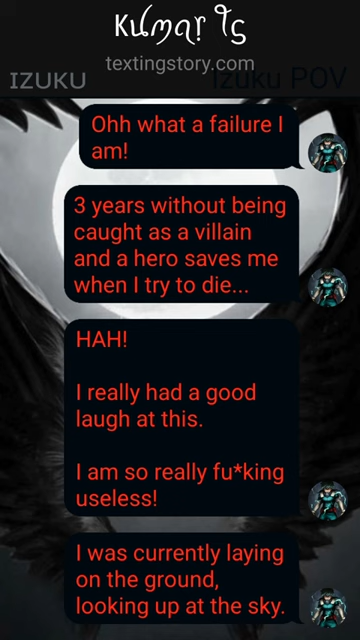 Kumar Ts
textingstory.com
IZUKU
Izuku POV
Ohh what a failure I
am!
3 years without being
caught as a villain
and a hero saves me
when I try to die...
HAH!
I really had a good
laugh at this.
I am so really fu*king
useless!
I was currently laying
on the ground,
looking up at the sky.